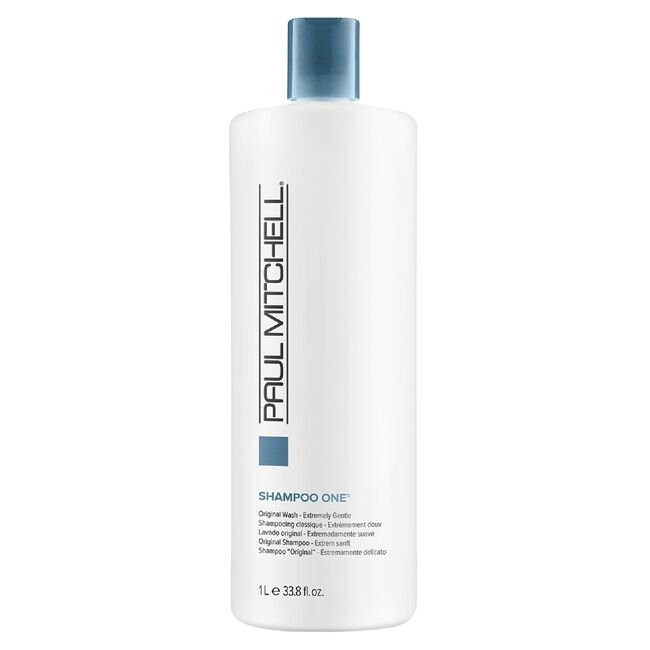 PAUL MITCHELL®
SHAMPOO ONE®
Original Wash - Extremely Gentle
Shampooing classique - Extrêmement doux
Lavado original - Extremadamente suave
Original Shampoo - Extrem sanft
Shampoo "Original" - Estremamente delicato
1L ℮ 33.8 fl. oz.